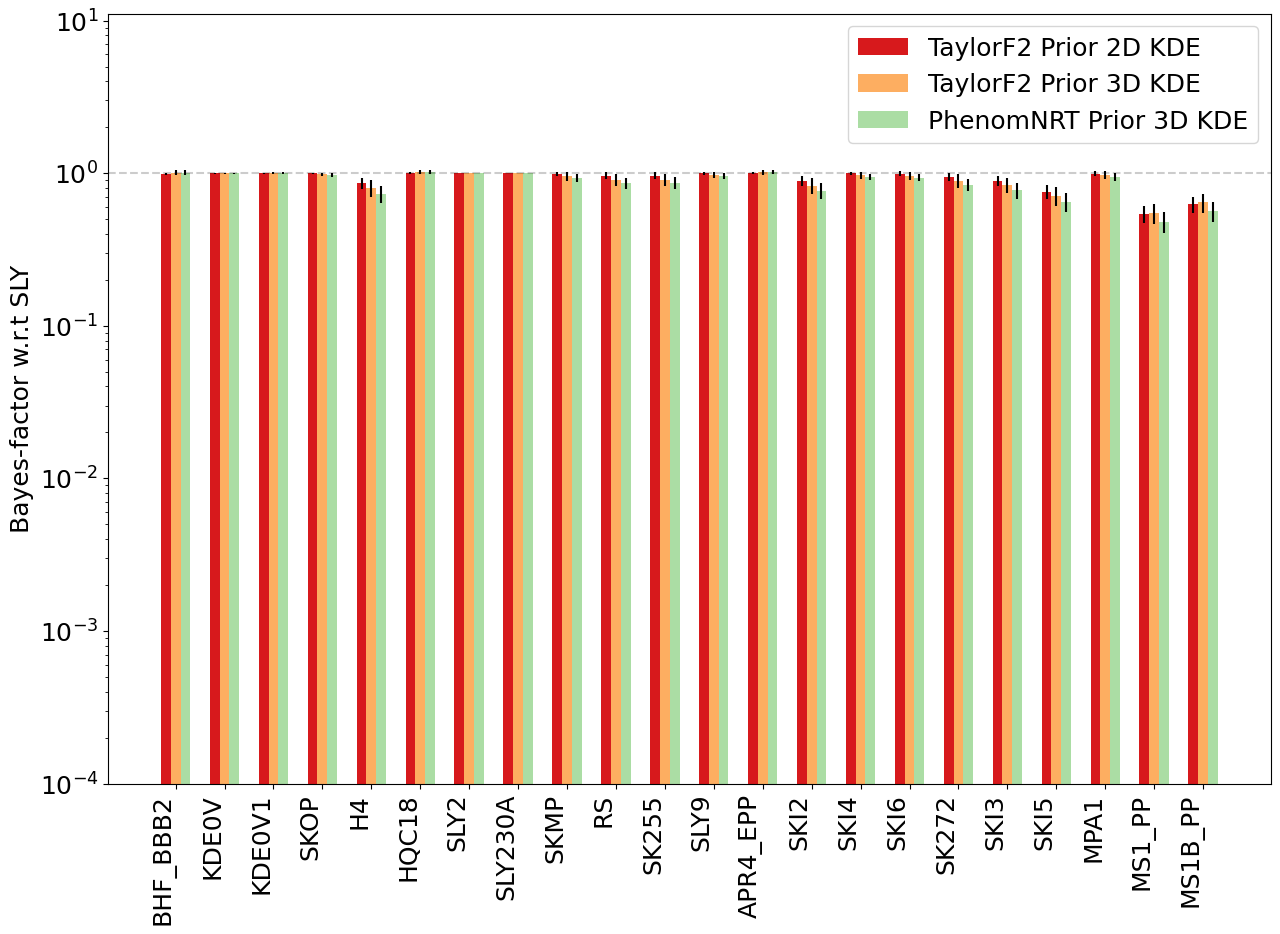 Bayes-factor w.r.t SLY
10^1
10^0
10^-1
10^-2
10^-3
10^-4
TaylorF2 Prior 2D KDE
TaylorF2 Prior 3D KDE
PhenomNRT Prior 3D KDE
BHF_BBB2
KDE0V
KDE0V1
SKOP
H4
HQC18
SLY2
SLY230A
SKMP
RS
SK255
SLY9
APR4_EPP
SKI2
SKI4
SKI6
SK272
SKI3
SKI5
MPA1
MS1_PP
MS1B_PP